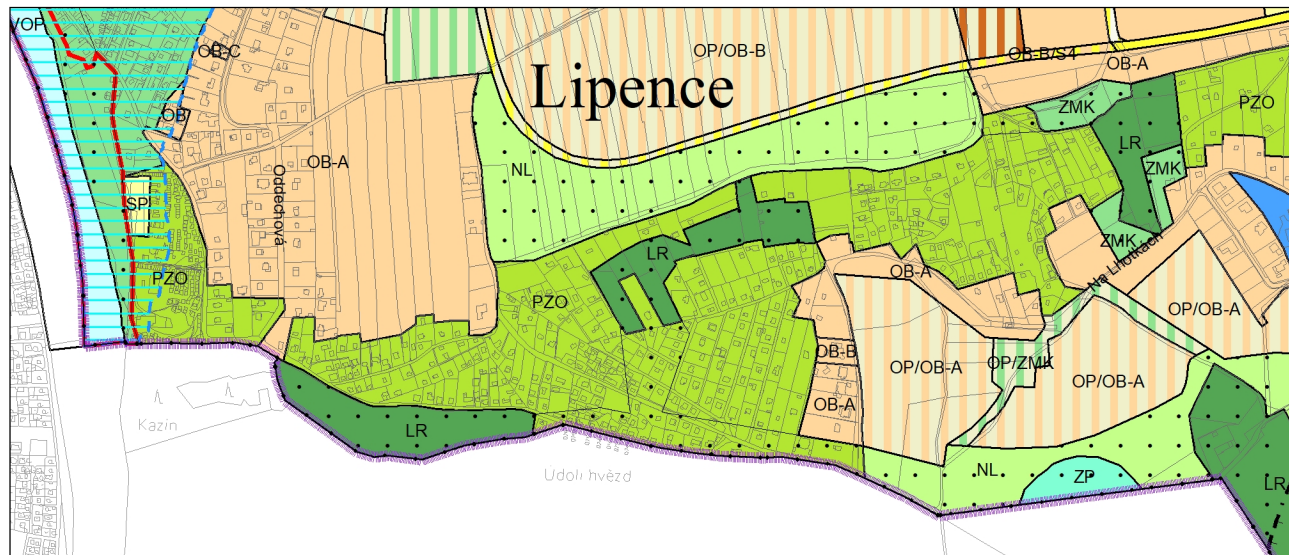 VOP
OB-C
OP/OB-B
OB-B/S4
OB-A
Lipence
ZMK
PZO
OB
LR
OB-A
NL
ZMK
Oddechová
SP
ZMK
Na Lhotkách
LR
OB-A
PZO
PZO
OP/OB-A
OB-B
OP/ZMK
OP/OB-A
OP/OB-A
OB-A
Kazín
LR
NL
ZP
LR
Údolí hvězd